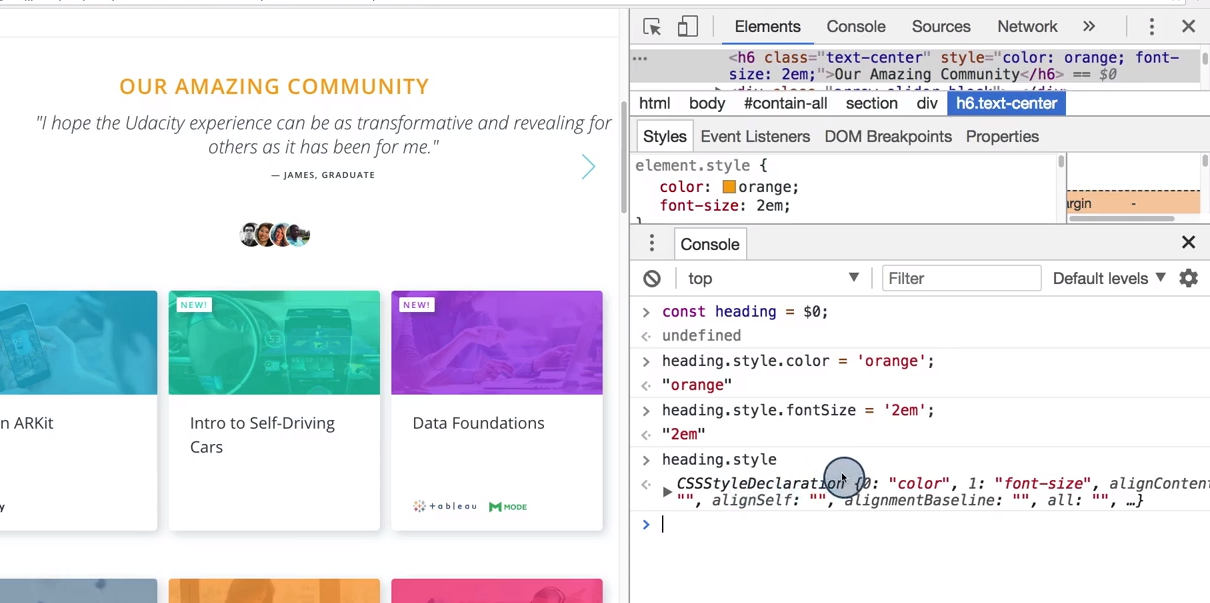 OUR AMAZING COMMUNITY
"I hope the Udacity experience can be as transformative and revealing for
others as it has been for me."
— JAMES, GRADUATE
NEW!
NEW!
n ARKit
Intro to Self-Driving
Cars
Data Foundations
y
+ableau MODE
Elements Console Sources Network »
<h6 class="text-center" style="color: orange; font-
size: 2em;">Our Amazing Community</h6> == $0
html body #contain-all section div h6.text-center
Styles Event Listeners DOM Breakpoints Properties
element.style {
color: orange;
font-size: 2em;
}
argin -
Console
top Filter Default levels
> const heading = $0;
undefined
> heading.style.color = 'orange';
"orange"
> heading.style.fontSize = '2em';
"2em"
> heading.style
CSSStyleDeclaration {0: "color", 1: "font-size", alignContent
"", alignSelf: "", alignmentBaseline: "", all: "", …}
>